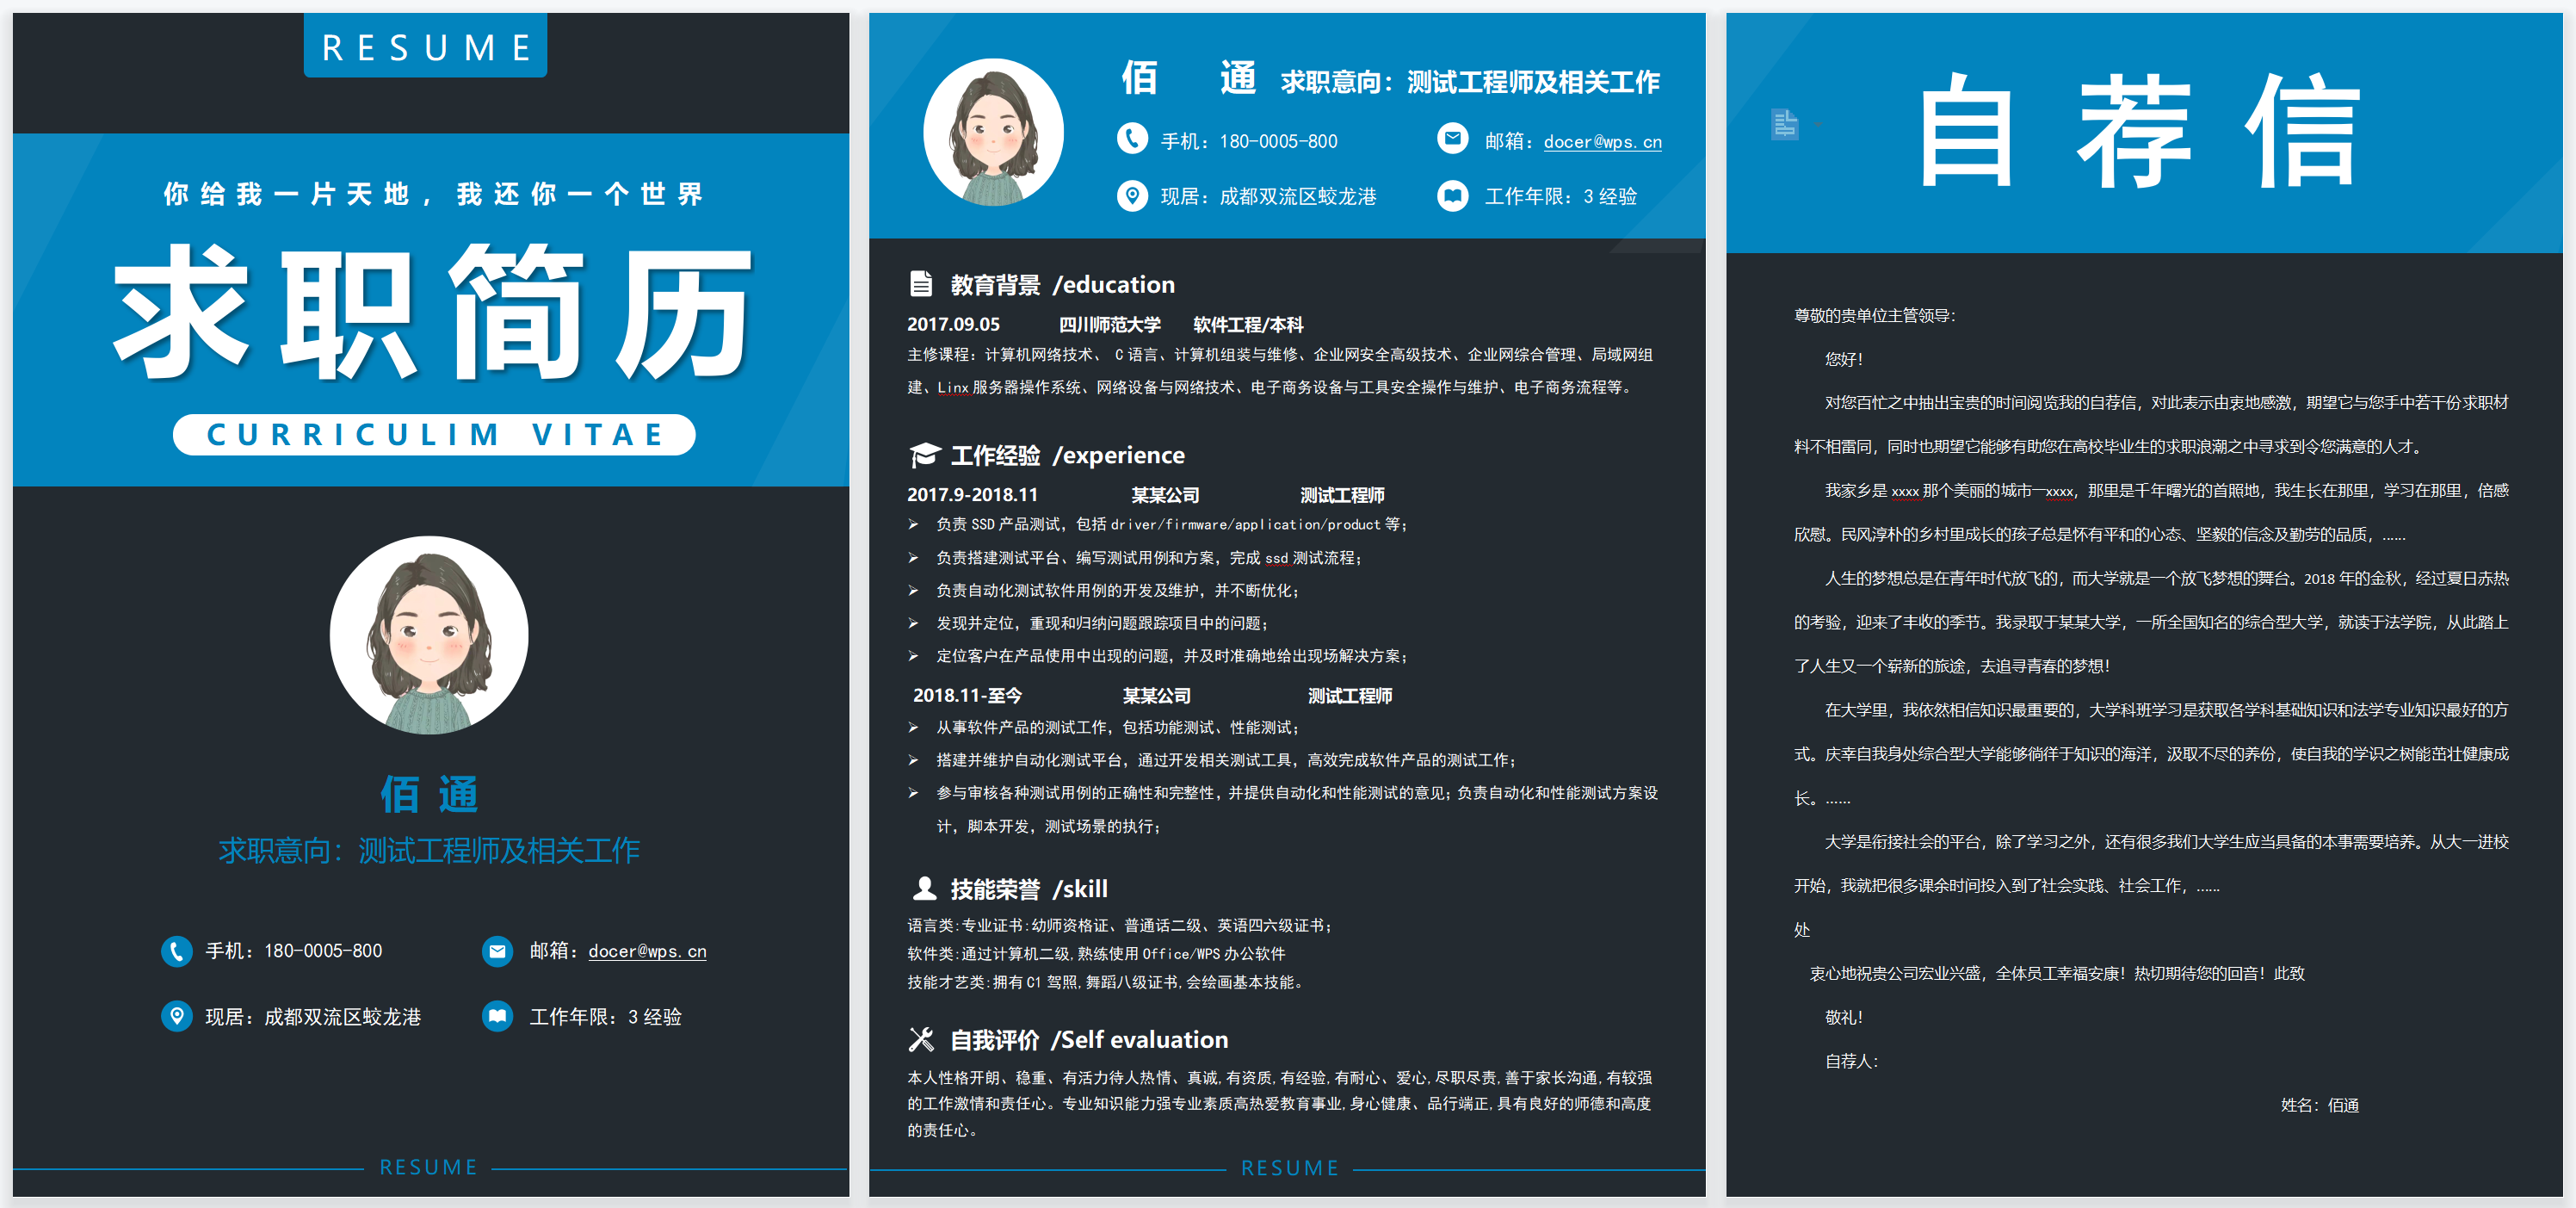 RESUME
你给我一片天地，我还你一个世界
求职简历
CURRICULIM VITAE
佰 通
求职意向：测试工程师及相关工作
手机：180-0005-800
邮箱：docer@wps.cn
现居：成都双流区蛟龙港
工作年限：3 经验
RESUME
佰 通 求职意向：测试工程师及相关工作
手机：180-0005-800
邮箱：docer@wps.cn
现居：成都双流区蛟龙港
工作年限：3 经验
教育背景 /education
2017.09.05 四川师范大学 软件工程/本科
主修课程：计算机网络技术、 C 语言、计算机组装与维修、企业网安全高级技术、企业网综合管理、局域网组
建、Linx 服务器操作系统、网络设备与网络技术、电子商务设备与工具安全操作与维护、电子商务流程等。
工作经验 /experience
2017.9-2018.11 某某公司 测试工程师
➢ 负责 SSD 产品测试，包括 driver/firmware/application/product 等；
➢ 负责搭建测试平台、编写测试用例和方案，完成 ssd 测试流程；
➢ 负责自动化测试软件用例的开发及维护，并不断优化；
➢ 发现并定位，重现和归纳问题跟踪项目中的问题；
➢ 定位客户在产品使用中出现的问题，并及时准确地给出现场解决方案；
2018.11-至今 某某公司 测试工程师
➢ 从事软件产品的测试工作，包括功能测试、性能测试；
➢ 搭建并维护自动化测试平台，通过开发相关测试工具，高效完成软件产品的测试工作；
➢ 参与审核各种测试用例的正确性和完整性，并提供自动化和性能测试的意见；负责自动化和性能测试方案设
计，脚本开发，测试场景的执行；
技能荣誉 /skill
语言类:专业证书:幼师资格证、普通话二级、英语四六级证书；
软件类:通过计算机二级,熟练使用 Office/WPS 办公软件
技能才艺类:拥有 C1 驾照,舞蹈八级证书,会绘画基本技能。
自我评价 /Self evaluation
本人性格开朗、稳重、有活力待人热情、真诚,有资质,有经验,有耐心、爱心,尽职尽责,善于家长沟通,有较强
的工作激情和责任心。专业知识能力强专业素质高热爱教育事业,身心健康、品行端正,具有良好的师德和高度
的责任心。
RESUME
自荐信
尊敬的贵单位主管领导：
您好！
对您百忙之中抽出宝贵的时间阅览我的自荐信，对此表示由衷地感激，期望它与您手中若干份求职材
料不相雷同，同时也期望它能够有助您在高校毕业生的求职浪潮之中寻求到令您满意的人才。
我家乡是 xxxx 那个美丽的城市一xxxx，那里是千年曙光的首照地，我生长在那里，学习在那里，倍感
欣慰。民风淳朴的乡村里成长的孩子总是怀有平和的心态、坚毅的信念及勤劳的品质，……
人生的梦想总是在青年时代放飞的，而大学就是一个放飞梦想的舞台。2018 年的金秋，经过夏日赤热
的考验，迎来了丰收的季节。我录取于某某大学，一所全国知名的综合型大学，就读于法学院，从此踏上
了人生又一个崭新的旅途，去追寻青春的梦想！
在大学里，我依然相信知识最重要的，大学科班学习是获取各学科基础知识和法学专业知识最好的方
式。庆幸自我身处综合型大学能够徜徉于知识的海洋，汲取不尽的养份，使自我的学识之树能茁壮健康成
长。……
大学是衔接社会的平台，除了学习之外，还有很多我们大学生应当具备的本事需要培养。从大一进校
开始，我就把很多课余时间投入到了社会实践、社会工作，……
处
衷心地祝贵公司宏业兴盛，全体员工幸福安康！热切期待您的回音！此致
敬礼！
自荐人：
姓名：佰通